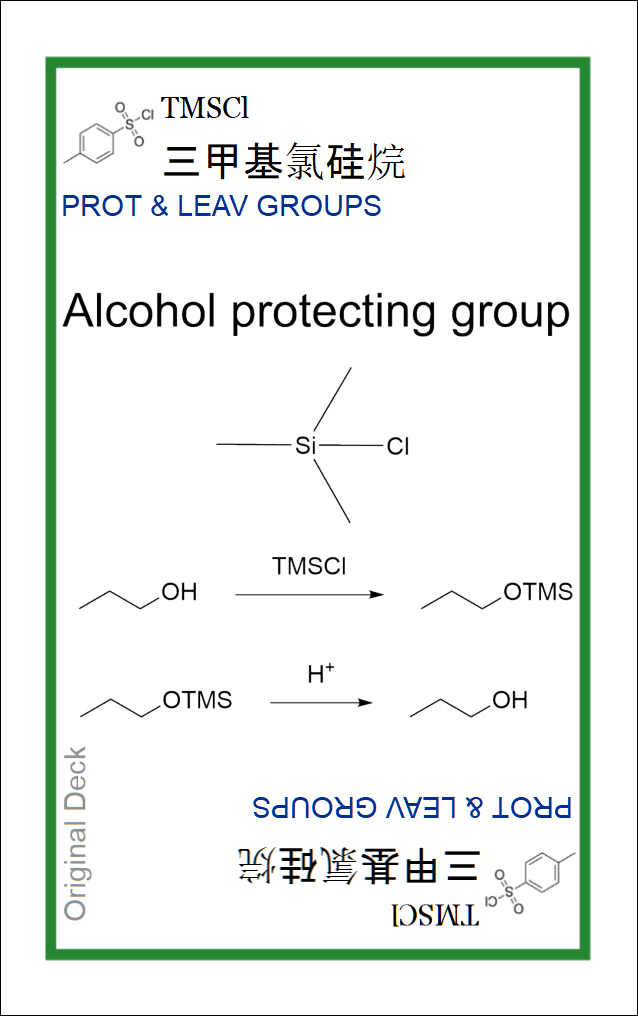 TMSCl
三甲基氯硅烷
PROT & LEAV GROUPS
Alcohol protecting group
Si Cl
TMSCl
OH OTMS
H+
OTMS OH
Original Deck
PROT & LEAV GROUPS
三甲基氯硅烷
TMSCl
O
S Cl
O
O
S
Cl O